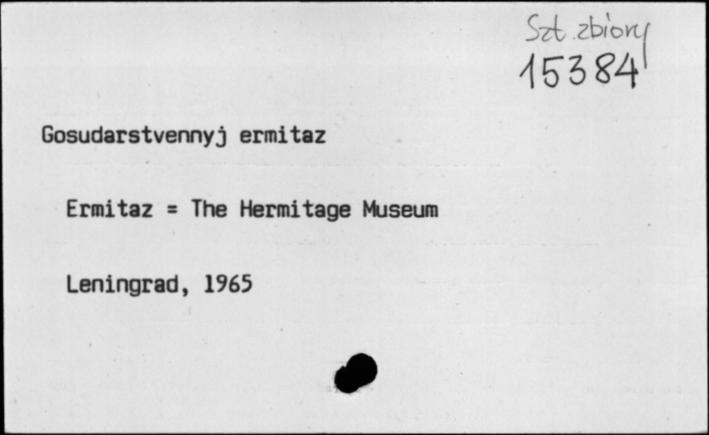 Szt. zbiory
15384
Gosudarstvennyj ermitaz
Ermitaz = The Hermitage Museum
Leningrad, 1965